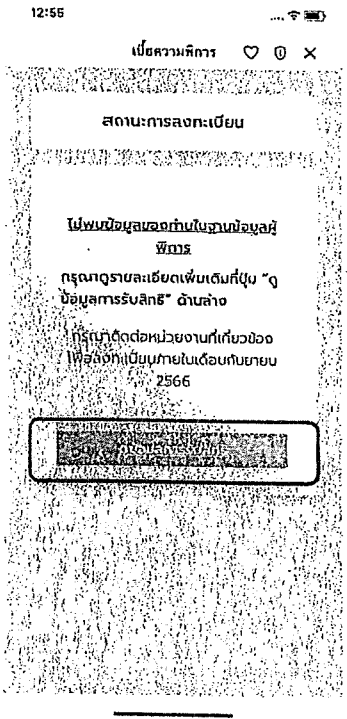 12:55
เบี้ยความพิการ
สถานะการลงทะเบียน
ไม่พบข้อมูลของท่านในฐานข้อมูลผู้
พิการ
กรุณาดูรายละเอียดเพิ่มเติมที่ปุ่ม "ดู
ข้อมูลการรับสิทธิ" ด้านล่าง
กรุณาติดต่อหน่วยงานที่เกี่ยวข้อง
เพื่อลงทะเบียนภายในเดือนกันยายน
2566